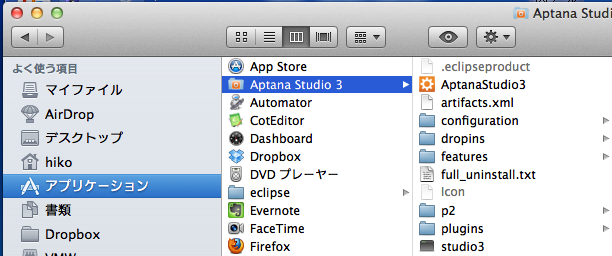 Aptana Studi
よく使う項目
マイファイル
AirDrop
デスクトップ
hiko
アプリケーション
書類
Dropbox
App Store
Aptana Studio 3
Automator
CotEditor
Dashboard
Dropbox
DVD プレーヤー
eclipse
Evernote
FaceTime
Firefox
.eclipseproduct
AptanaStudio3
artifacts.xml
configuration
dropins
features
full_uninstall.txt
Icon
p2
plugins
studio3